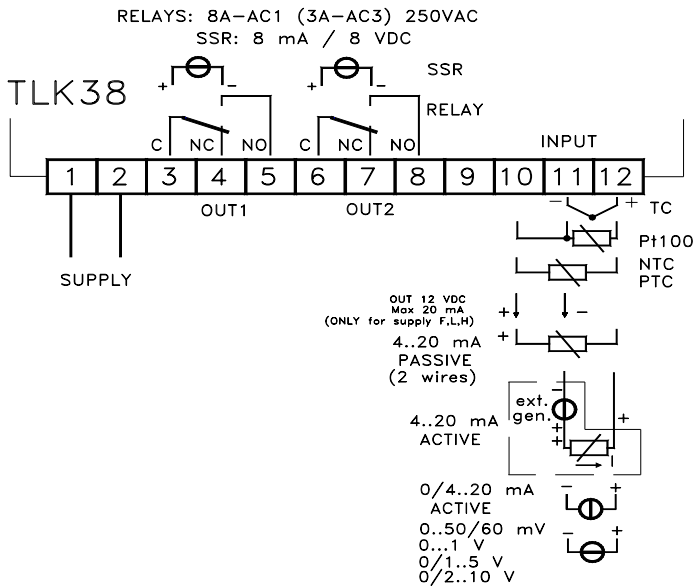 RELAYS: 8A-AC1 (3A-AC3) 250VAC
SSR: 8 mA / 8 VDC
TLK38
+ - + - SSR
RELAY
C NC NO C NC NO INPUT
1 2 3 4 5 6 7 8 9 10 11 12
OUT1 OUT2
- + TC
SUPPLY
Pt100
NTC
PTC
OUT 12 VDC
Max 20 mA
(ONLY for supply F,L,H)
+ -
4..20 mA +
PASSIVE
(2 wires)
-
ext.
gen.
+
4..20 mA
ACTIVE
+
+
I
0/4..20 mA - +
ACTIVE
0..50/60 mV - +
0...1 V
0/1..5 V
0/2..10 V